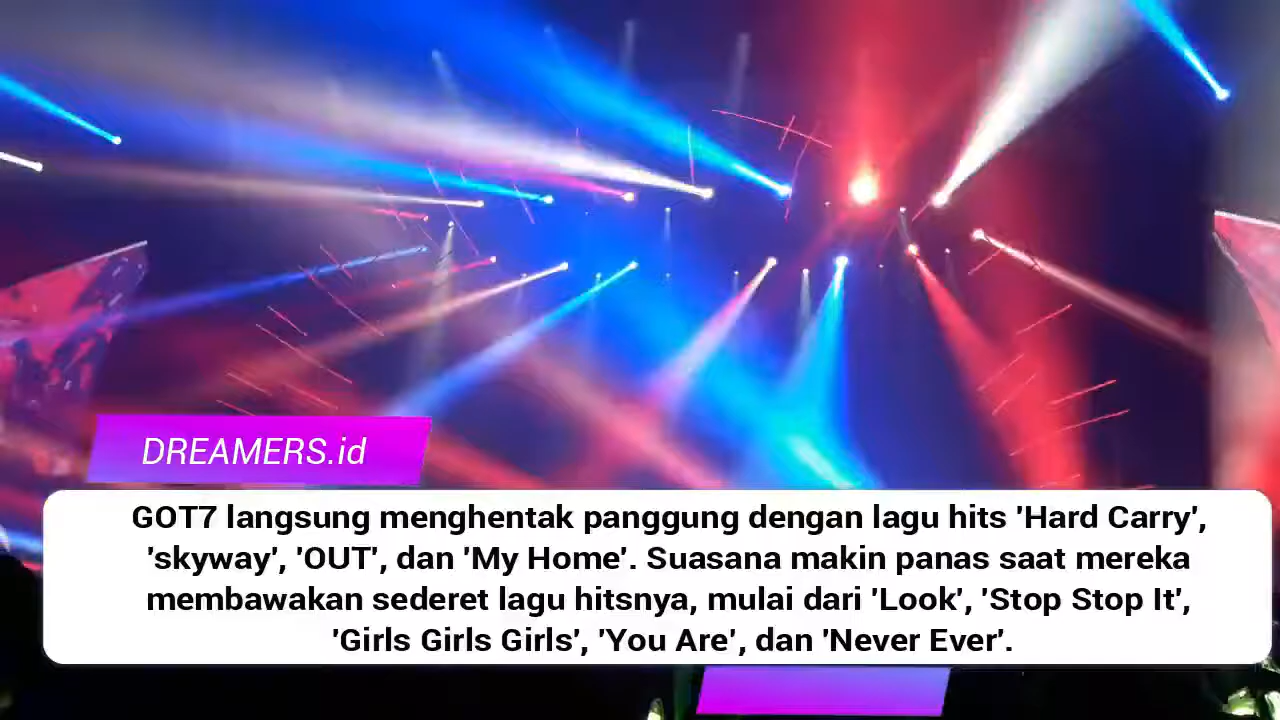 DREAMERS.id
GOT7 langsung menghentak panggung dengan lagu hits 'Hard Carry',
'skyway', 'OUT', dan 'My Home'. Suasana makin panas saat mereka
membawakan sederet lagu hitsnya, mulai dari 'Look', 'Stop Stop It',
'Girls Girls Girls', 'You Are', dan 'Never Ever'.